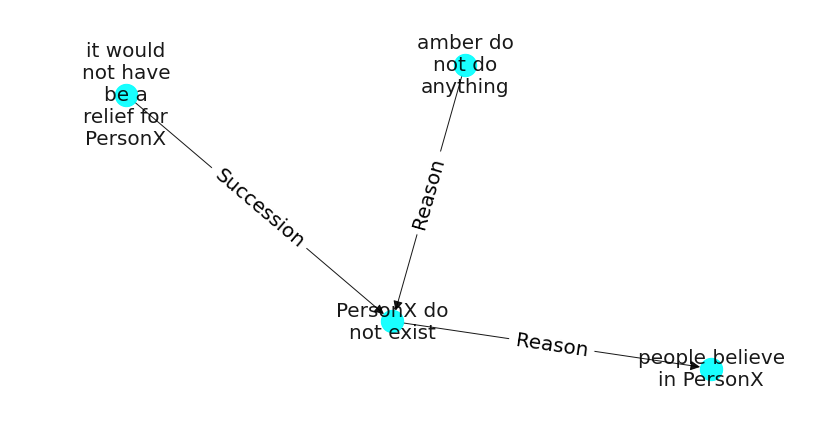 it would
not have
be a
relief for
PersonX
amber do
not do
anything
Succession
Reason
PersonX do
not exist
Reason
people believe
in PersonX